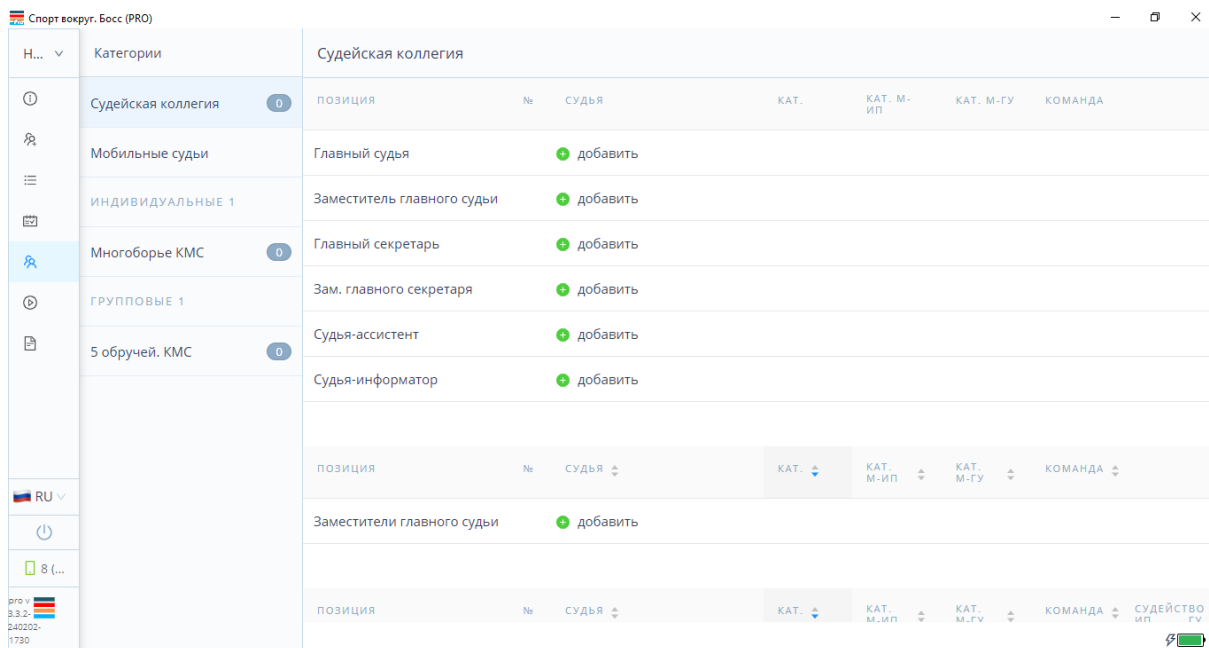 Спорт вокруг. Босс (PRO)
Н...
Категории
Судейская коллегия
Судейская коллегия 0
Мобильные судьи
ИНДИВИДУАЛЬНЫЕ 1
Многоборье КМС 0
ГРУППОВЫЕ 1
5 обручей. КМС 0
ПОЗИЦИЯ № СУДЬЯ КАТ. КАТ. М-ИП КАТ. М-ГУ КОМАНДА
Главный судья добавить
Заместитель главного судьи добавить
Главный секретарь добавить
Зам. главного секретаря добавить
Судья-ассистент добавить
Судья-информатор добавить
ПОЗИЦИЯ № СУДЬЯ КАТ. КАТ. М-ИП КАТ. М-ГУ КОМАНДА
Заместители главного судьи добавить
ПОЗИЦИЯ № СУДЬЯ КАТ. КАТ. М-ИП КАТ. М-ГУ КОМАНДА СУДЕЙСТВО ИП ГУ
RU
8 (...
pro v
3.3.2-
240202-
1730